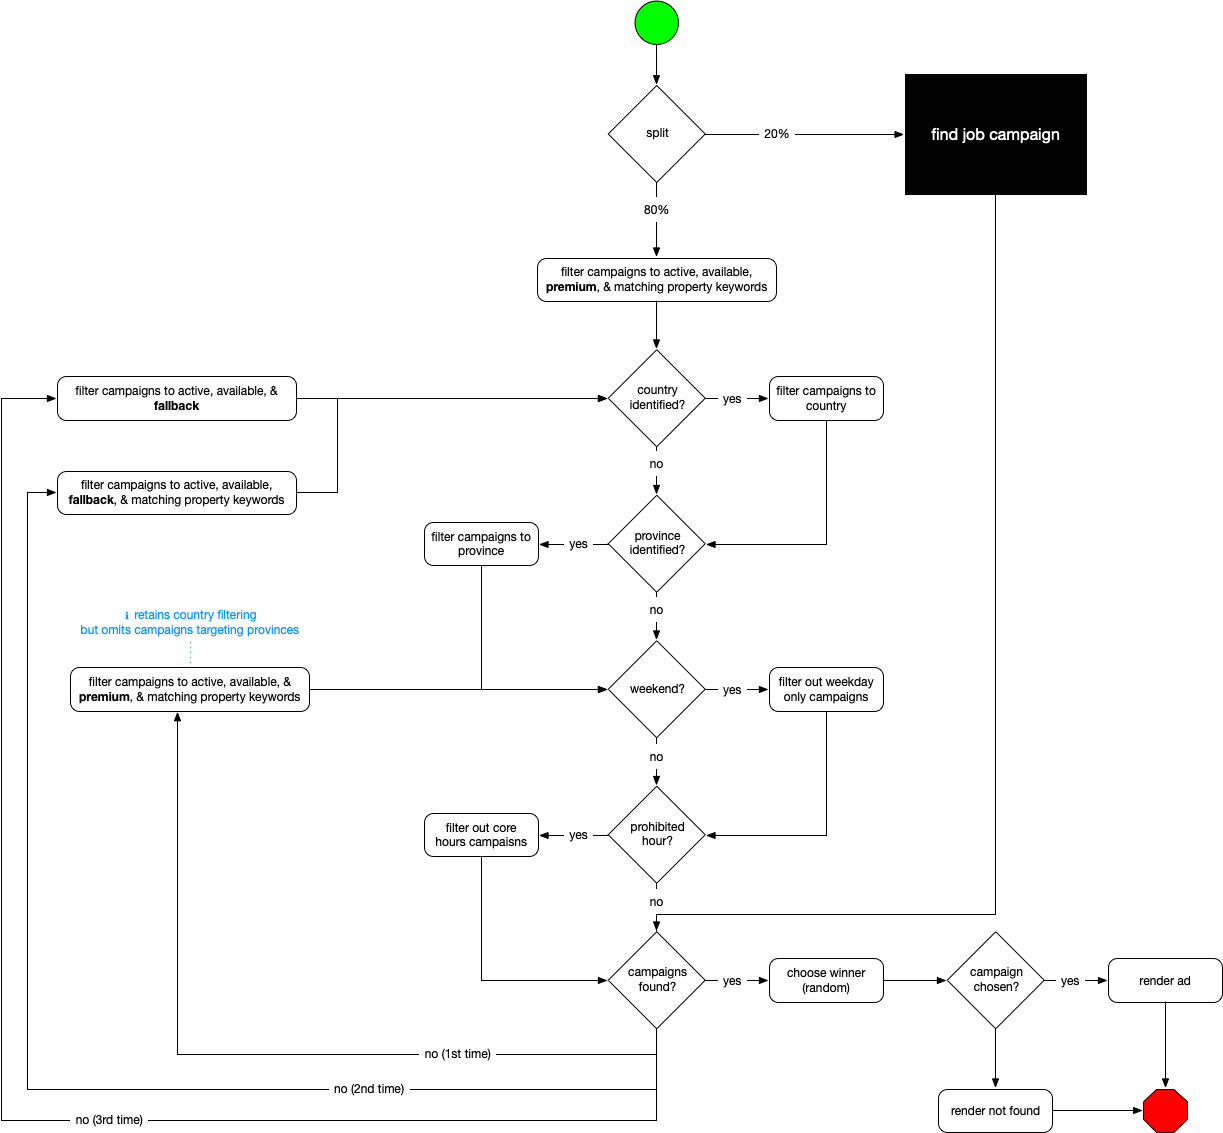 split
20%
find job campaign
80%
filter campaigns to active, available,
premium, & matching property keywords
filter campaigns to active, available, &
fallback
country
identified?
yes
filter campaigns to
country
no
filter campaigns to active, available,
fallback, & matching property keywords
filter campaigns to
province
yes
province
identified?
no
ℹ retains country filtering
but omits campaigns targeting provinces
filter campaigns to active, available, &
premium, & matching property keywords
weekend?
yes
filter out weekday
only campaigns
no
filter out core
hours campaisns
yes
prohibited
hour?
no
campaigns
found?
yes
choose winner
(random)
campaign
chosen?
yes
render ad
no (1st time)
no (2nd time)
no (3rd time)
render not found